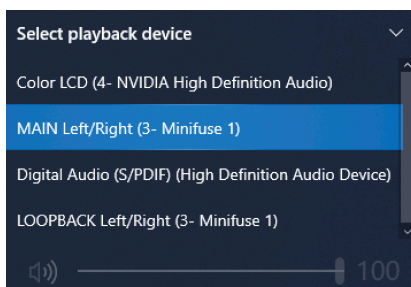 Select playback device
Color LCD (4- NVIDIA High Definition Audio)
MAIN Left/Right (3- Minifuse 1)
Digital Audio (S/PDIF) (High Definition Audio Device)
LOOPBACK Left/Right (3- Minifuse 1)
100